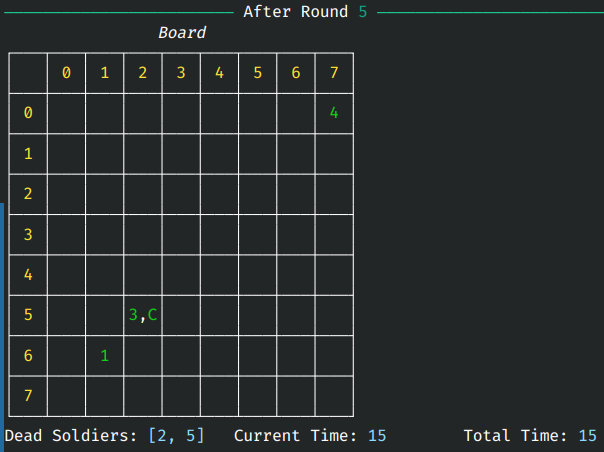 After Round 5
Board
0 1 2 3 4 5 6 7
0 4
1
2
3
4
5 3,C
6 1
7
Dead Soldiers: [2, 5] Current Time: 15 Total Time: 15